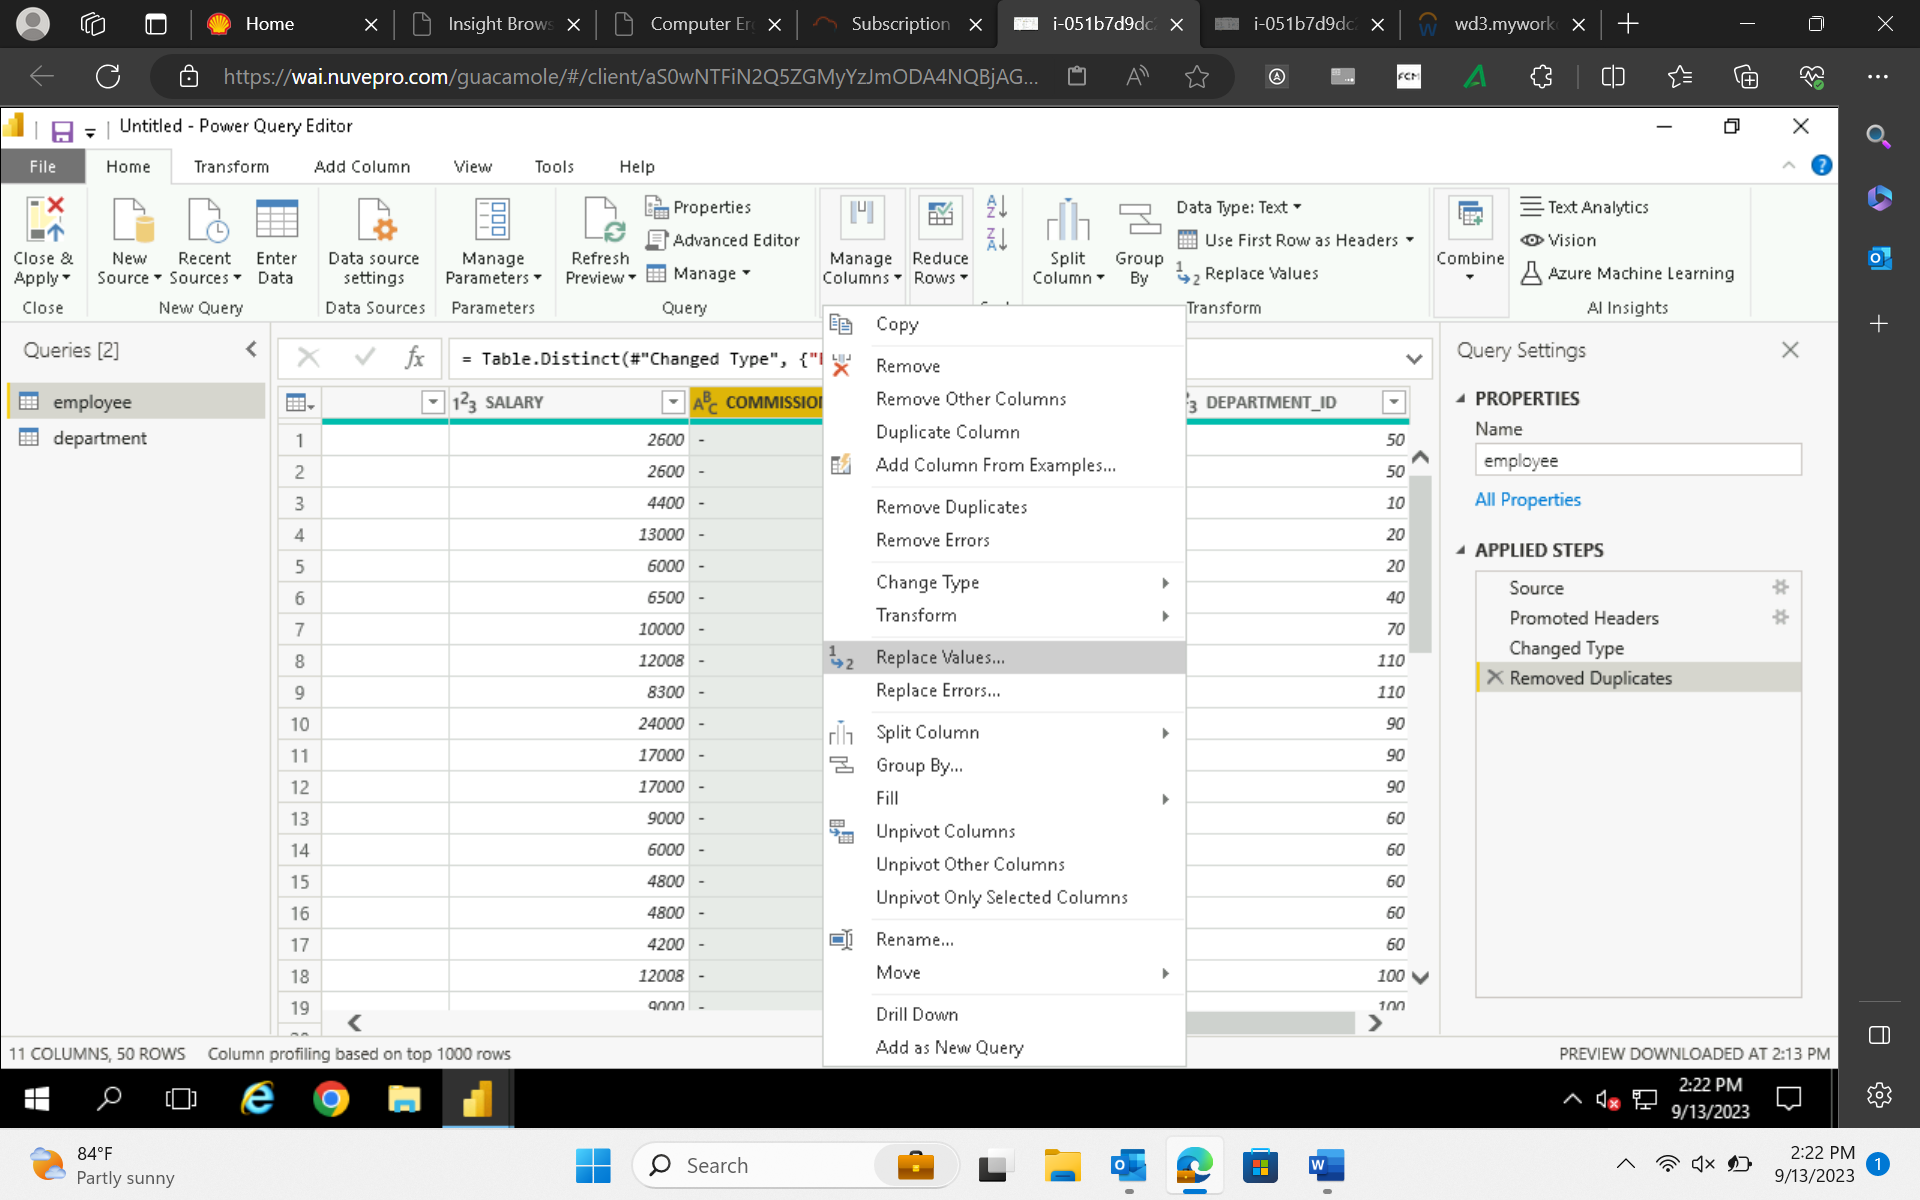 Home
Insight Brows
Computer Er
Subscription
i-051b7d9dc
i-051b7d9dc
wd3.mywork
https://wai.nuvepro.com/guacamole/#/client/aS0wNTFiN2Q5ZGMyYzJmODA4NQBjAG...
Untitled - Power Query Editor
File Home Transform Add Column View Tools Help
Close & Apply
Close
New Source
Recent Sources
Enter Data
New Query
Data source settings
Data Sources
Manage Parameters
Parameters
Refresh Preview
Properties
Advanced Editor
Manage
Query
Manage Columns
Reduce Rows
Split Column
Group By
Data Type: Text
Use First Row as Headers
Replace Values
Transform
Combine
Text Analytics
Vision
Azure Machine Learning
AI Insights
Queries [2]
employee
department
= Table.Distinct(#"Changed Type", {"
SALARY COMMISSION DEPARTMENT_ID
1 2600 - 50
2 2600 - 50
3 4400 - 10
4 13000 - 20
5 6000 - 20
6 6500 - 40
7 10000 - 70
8 12008 - 110
9 8300 - 110
10 24000 - 90
11 17000 - 90
12 17000 - 90
13 9000 - 60
14 6000 - 60
15 4800 - 60
16 4800 - 60
17 4200 - 60
18 12008 - 100
19 9000 - 100
Copy
Remove
Remove Other Columns
Duplicate Column
Add Column From Examples...
Remove Duplicates
Remove Errors
Change Type
Transform
Replace Values...
Replace Errors...
Split Column
Group By...
Fill
Unpivot Columns
Unpivot Other Columns
Unpivot Only Selected Columns
Rename...
Move
Drill Down
Add as New Query
Query Settings
PROPERTIES
Name
employee
All Properties
APPLIED STEPS
Source
Promoted Headers
Changed Type
Removed Duplicates
11 COLUMNS, 50 ROWS Column profiling based on top 1000 rows
PREVIEW DOWNLOADED AT 2:13 PM
2:22 PM
9/13/2023
84°F
Partly sunny
Search
2:22 PM
9/13/2023
1